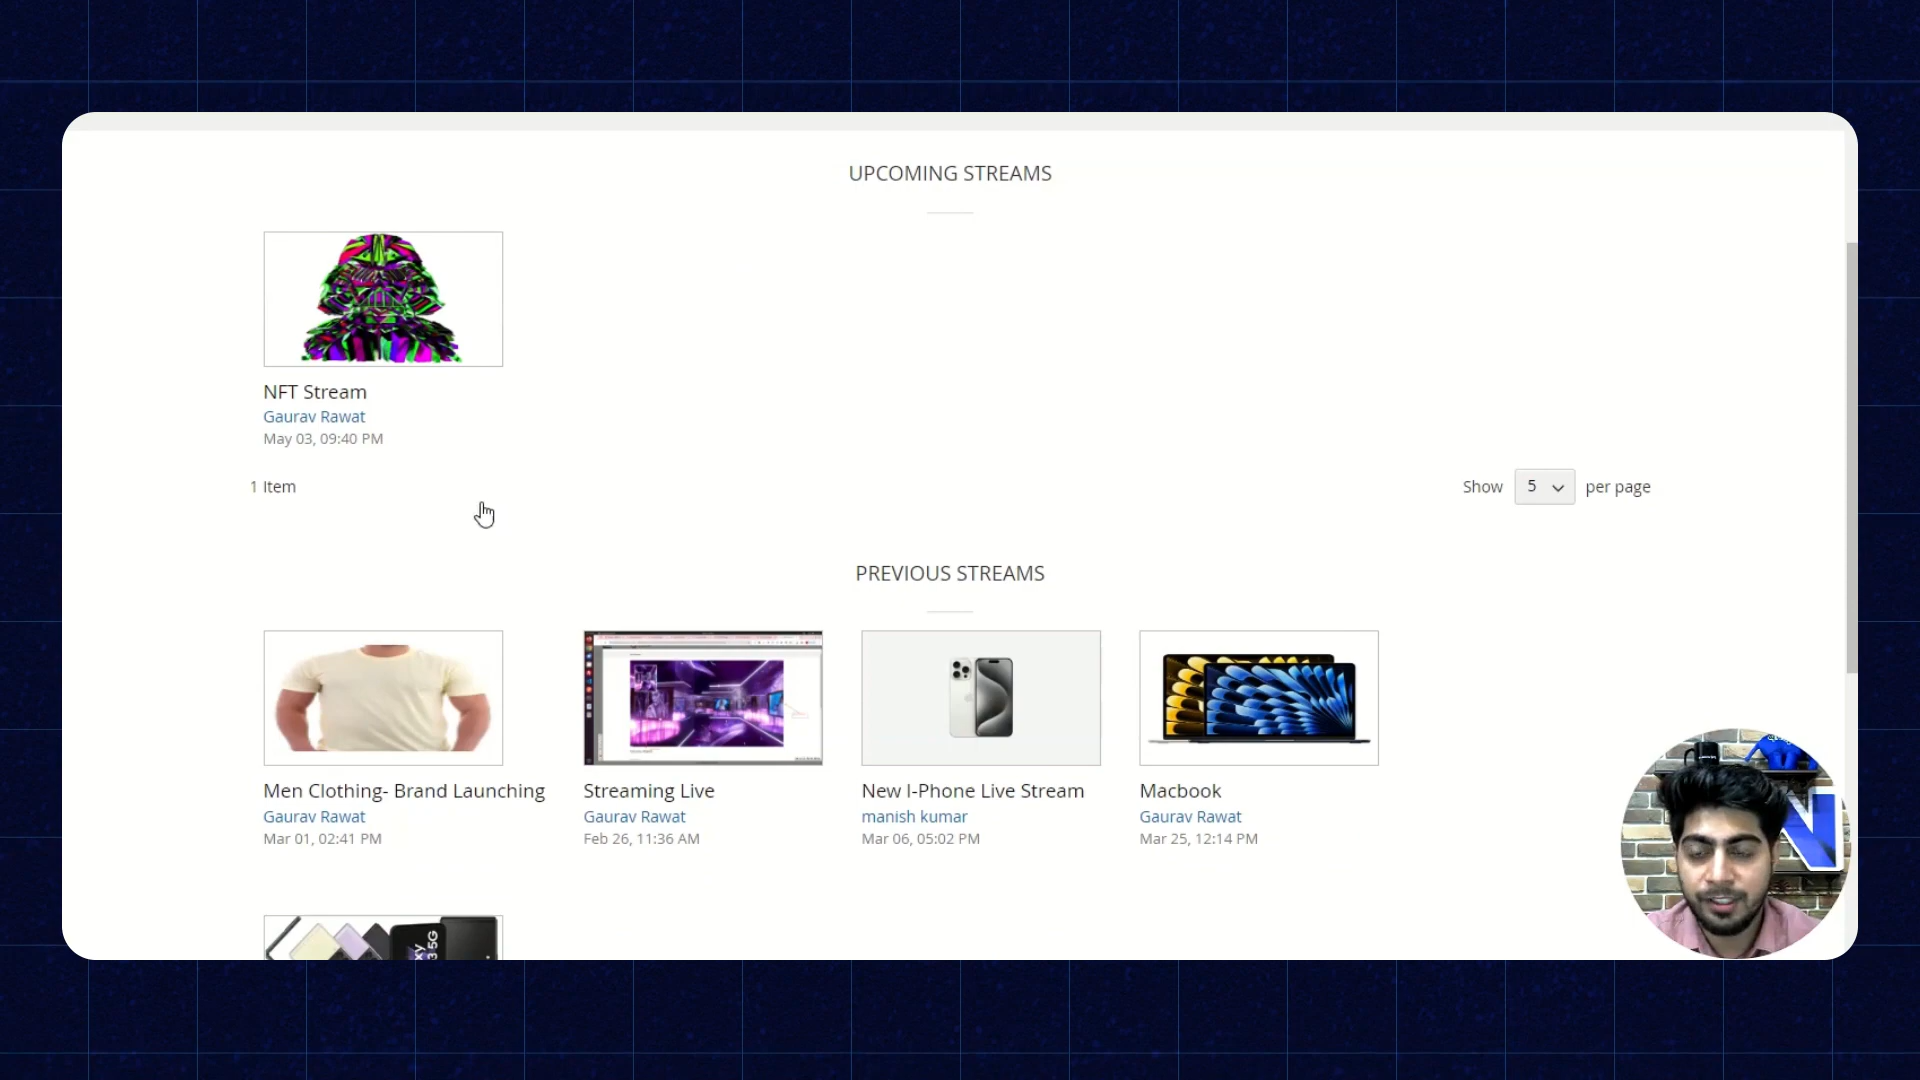 UPCOMING STREAMS
NFT Stream
Gaurav Rawat
May 03, 09:40 PM
1 Item
Show 5 per page
PREVIOUS STREAMS
Men Clothing- Brand Launching
Gaurav Rawat
Mar 01, 02:41 PM
Streaming Live
Gaurav Rawat
Feb 26, 11:36 AM
New I-Phone Live Stream
manish kumar
Mar 06, 05:02 PM
Macbook
Gaurav Rawat
Mar 25, 12:14 PM